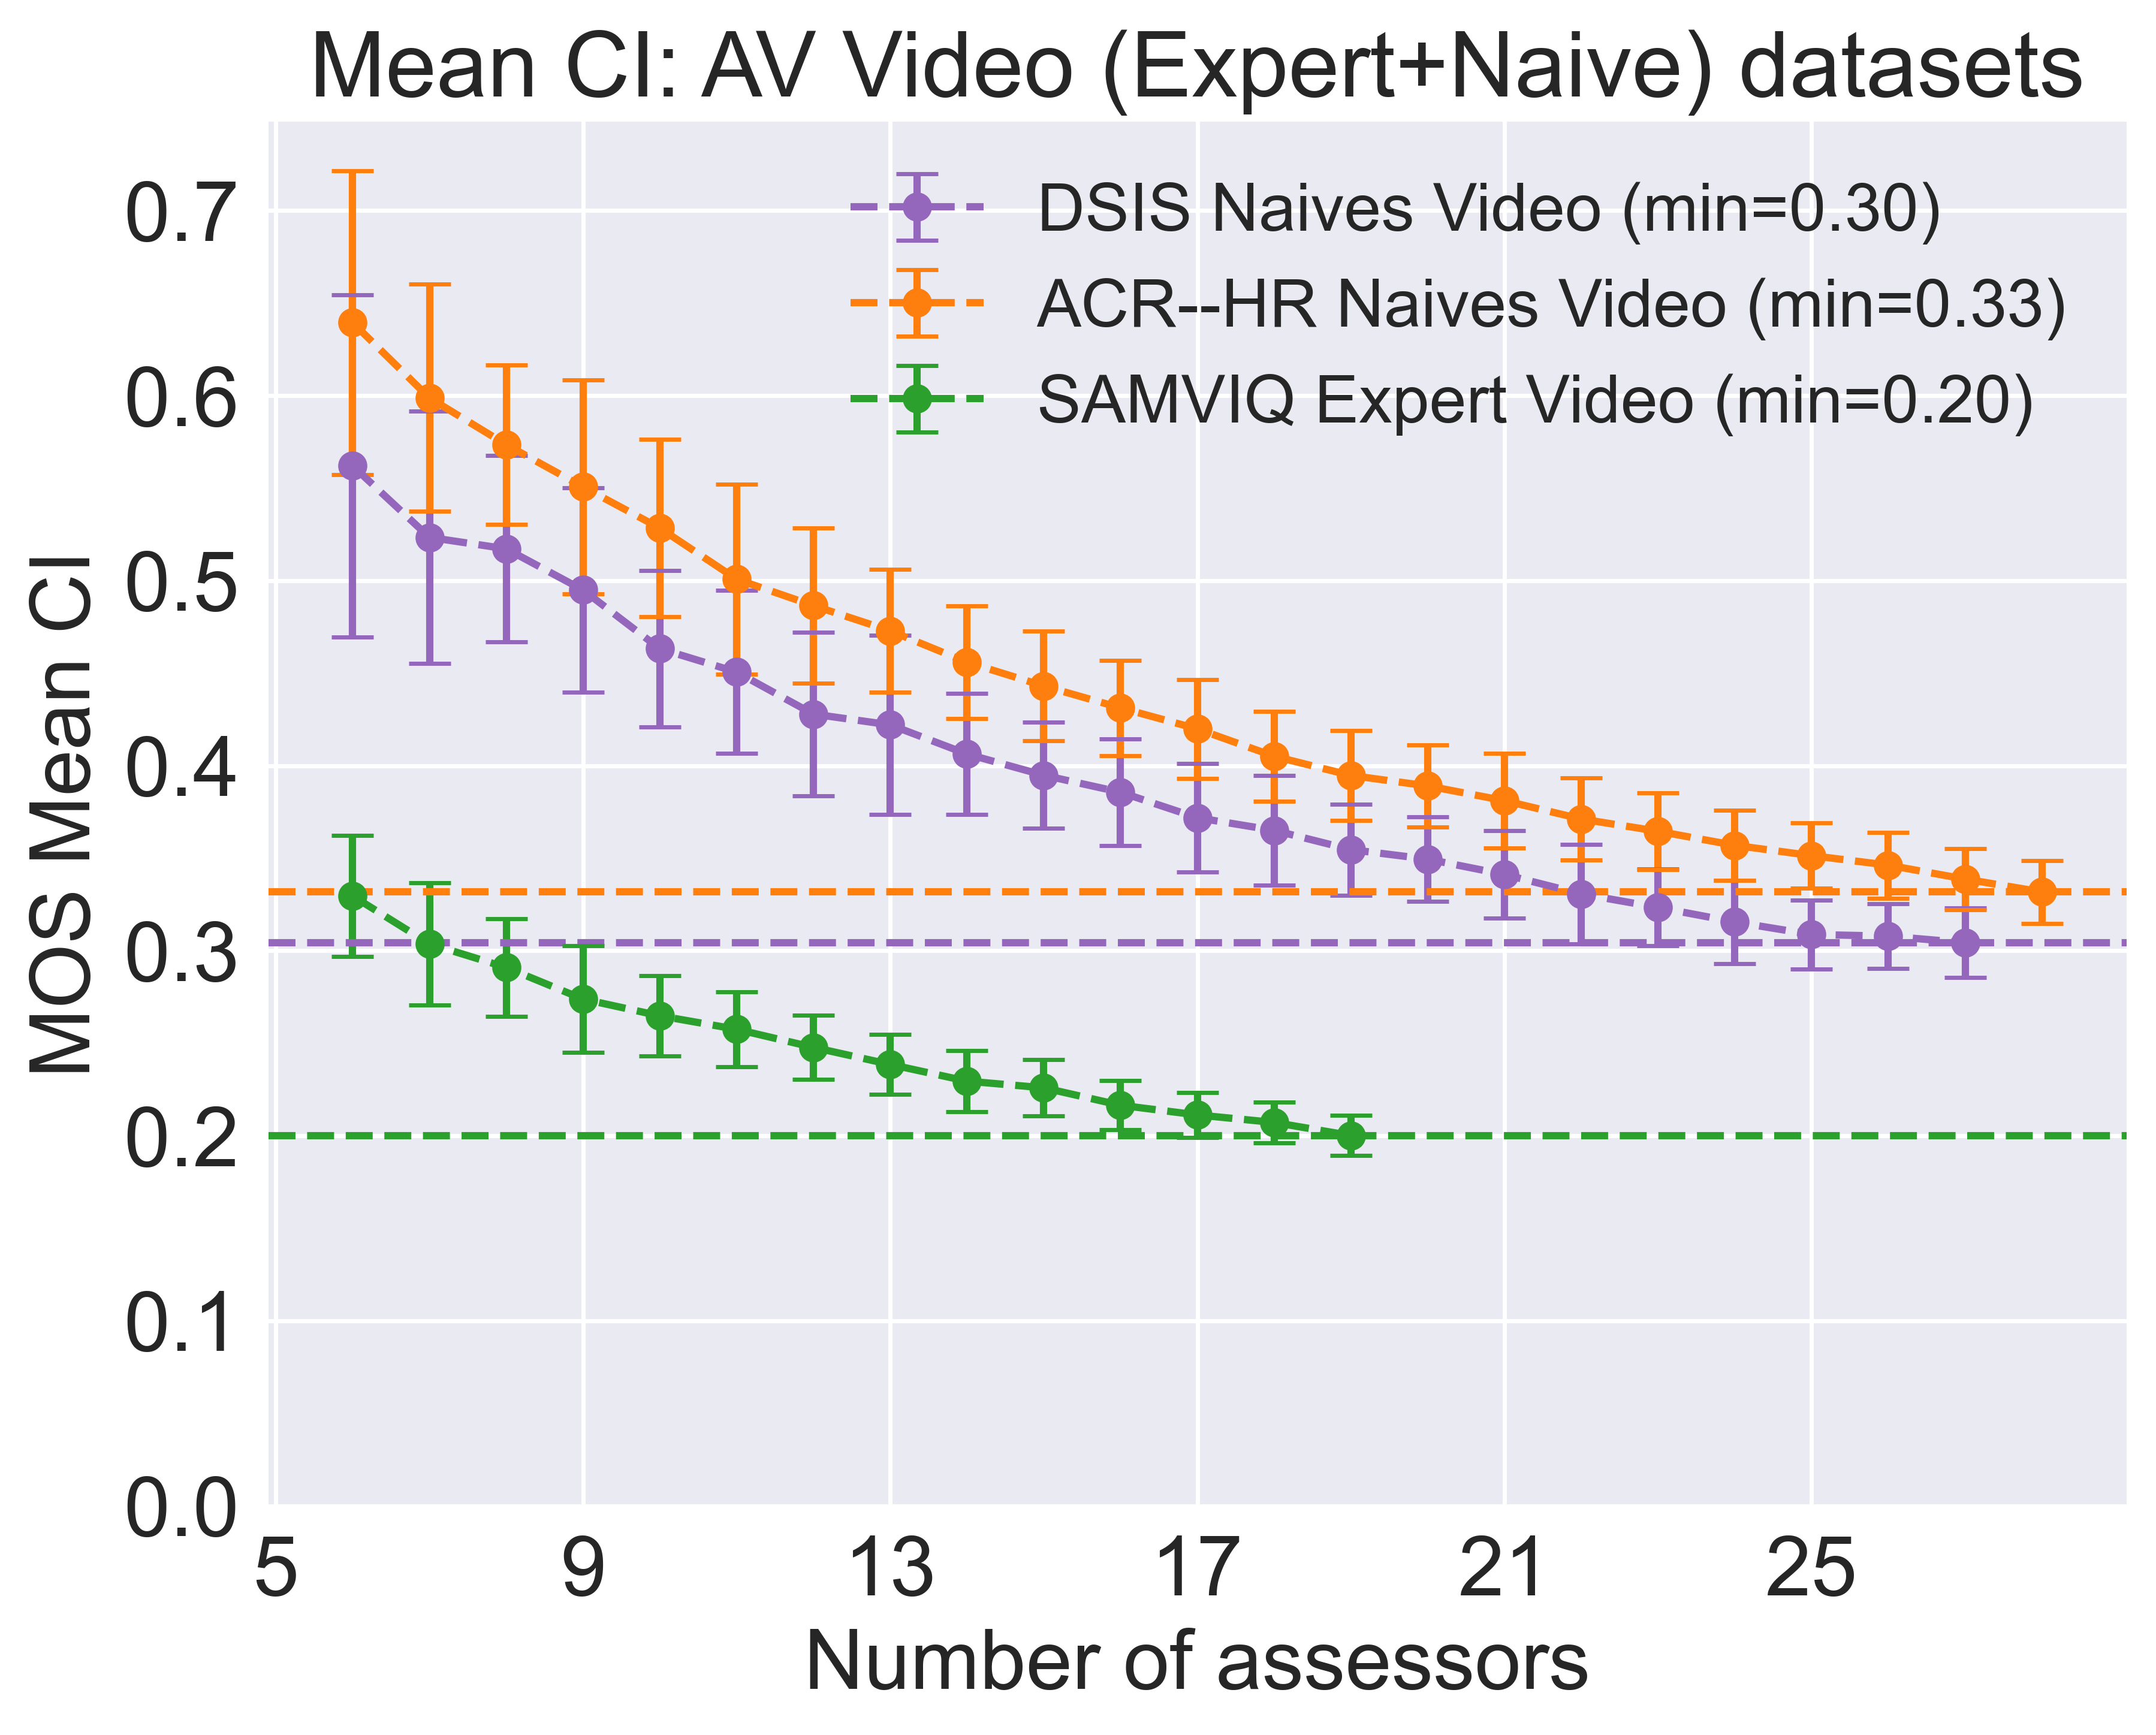 Mean CI: AV Video (Expert+Naive) datasets
DSIS Naives Video (min=0.30)
ACR--HR Naives Video (min=0.33)
SAMVIQ Expert Video (min=0.20)
MOS Mean CI
0.7
0.6
0.5
0.4
0.3
0.2
0.1
0.0
5 9 13 17 21 25
Number of assessors